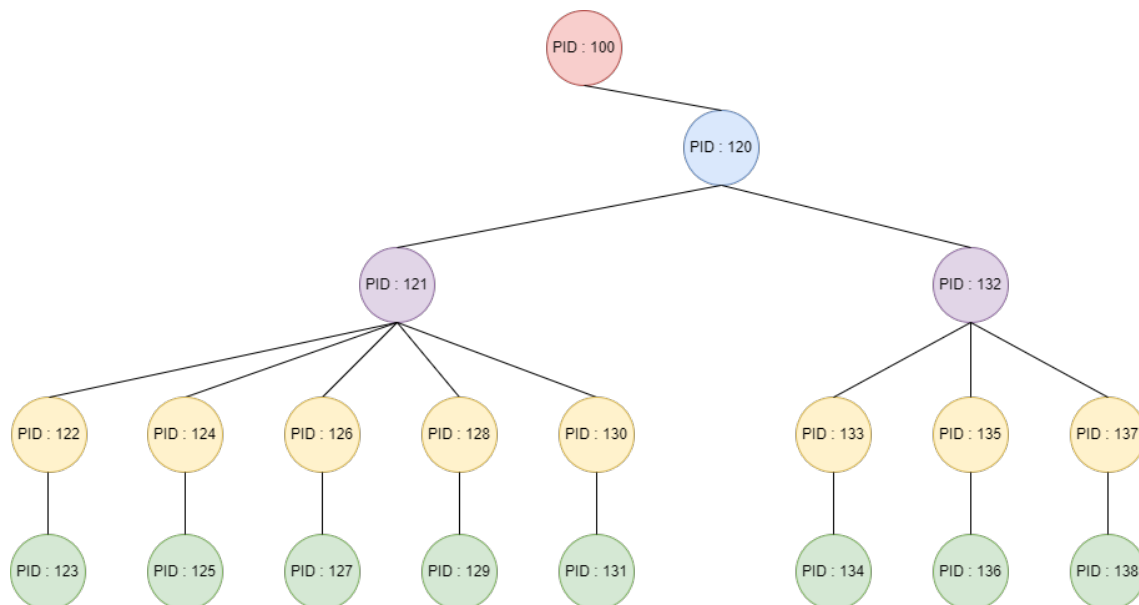 PID : 100
PID : 120
PID : 121
PID : 132
PID : 122
PID : 124
PID : 126
PID : 128
PID : 130
PID : 133
PID : 135
PID : 137
PID : 123
PID : 125
PID : 127
PID : 129
PID : 131
PID : 134
PID : 136
PID : 138